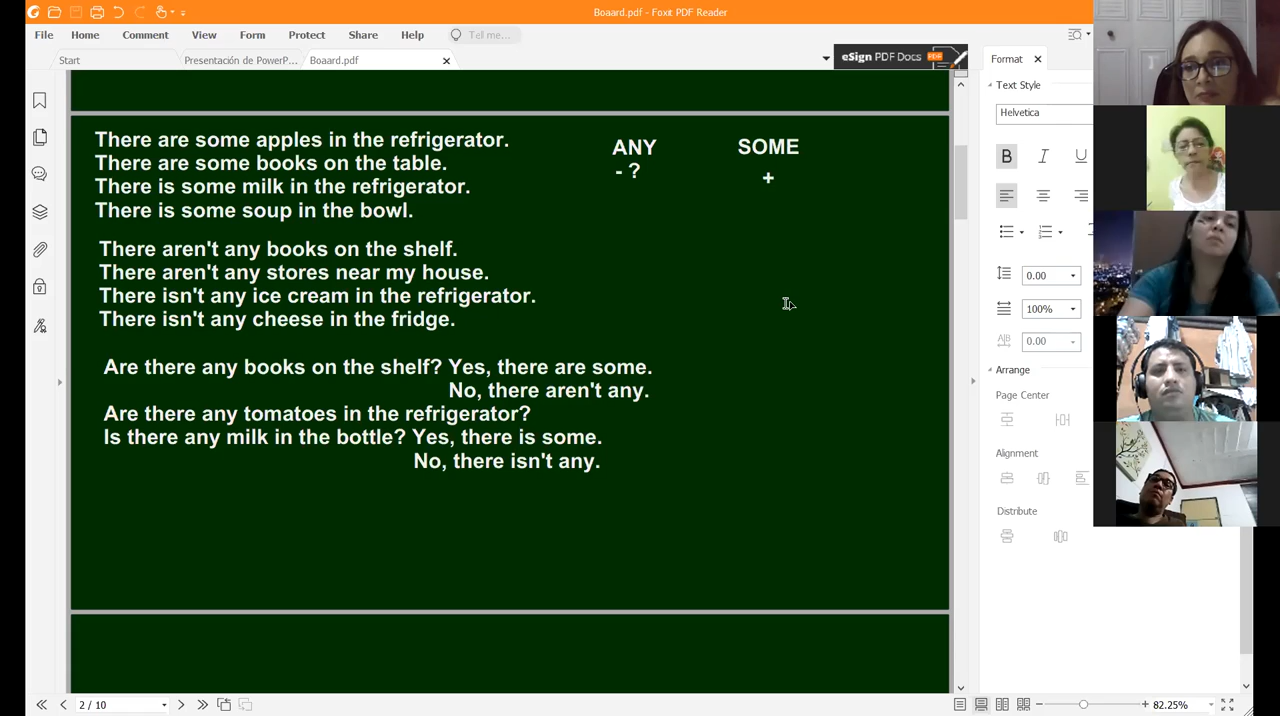 Boaard.pdf - Foxit PDF Reader
File Home Comment View Form Protect Share Help Tell me...
Start Presentación de PowerP... Boaard.pdf
eSign PDF Docs
There are some apples in the refrigerator.
There are some books on the table.
There is some milk in the refrigerator.
There is some soup in the bowl.
ANY SOME
- ? +
There aren't any books on the shelf.
There aren't any stores near my house.
There isn't any ice cream in the refrigerator.
There isn't any cheese in the fridge.
Are there any books on the shelf? Yes, there are some.
No, there aren't any.
Are there any tomatoes in the refrigerator?
Is there any milk in the bottle? Yes, there is some.
No, there isn't any.
Format
Text Style
Helvetica
B I U
0.00
100%
0.00
Arrange
Page Center
Alignment
Distribute
2 / 10
82.25%